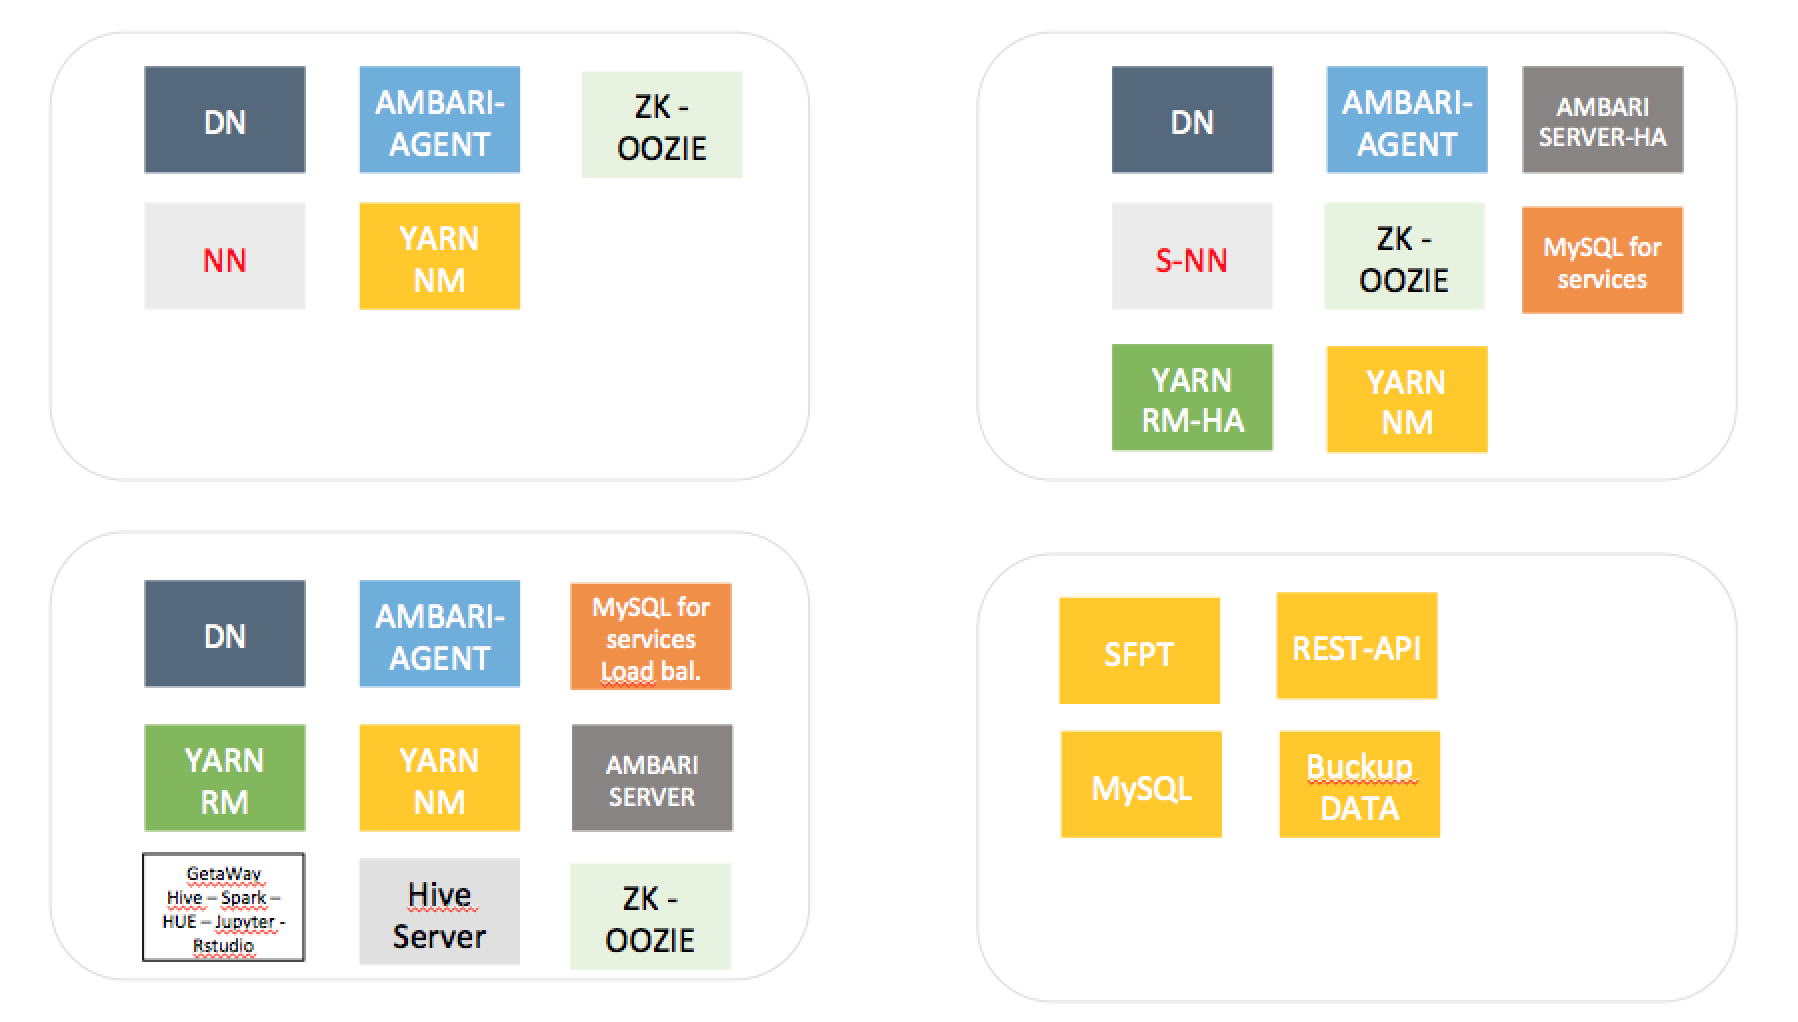 DN
AMBARI-
AGENT
ZK -
OOZIE
NN
YARN
NM
DN
AMBARI-
AGENT
AMBARI
SERVER-HA
S-NN
ZK -
OOZIE
MySQL for
services
YARN
RM-HA
YARN
NM
DN
AMBARI-
AGENT
MySQL for
services
Load bal.
YARN
RM
YARN
NM
AMBARI
SERVER
GetaWay
Hive – Spark –
HUE – Jupyter -
Rstudio
Hive
Server
ZK -
OOZIE
SFPT
REST-API
MySQL
Buckup
DATA